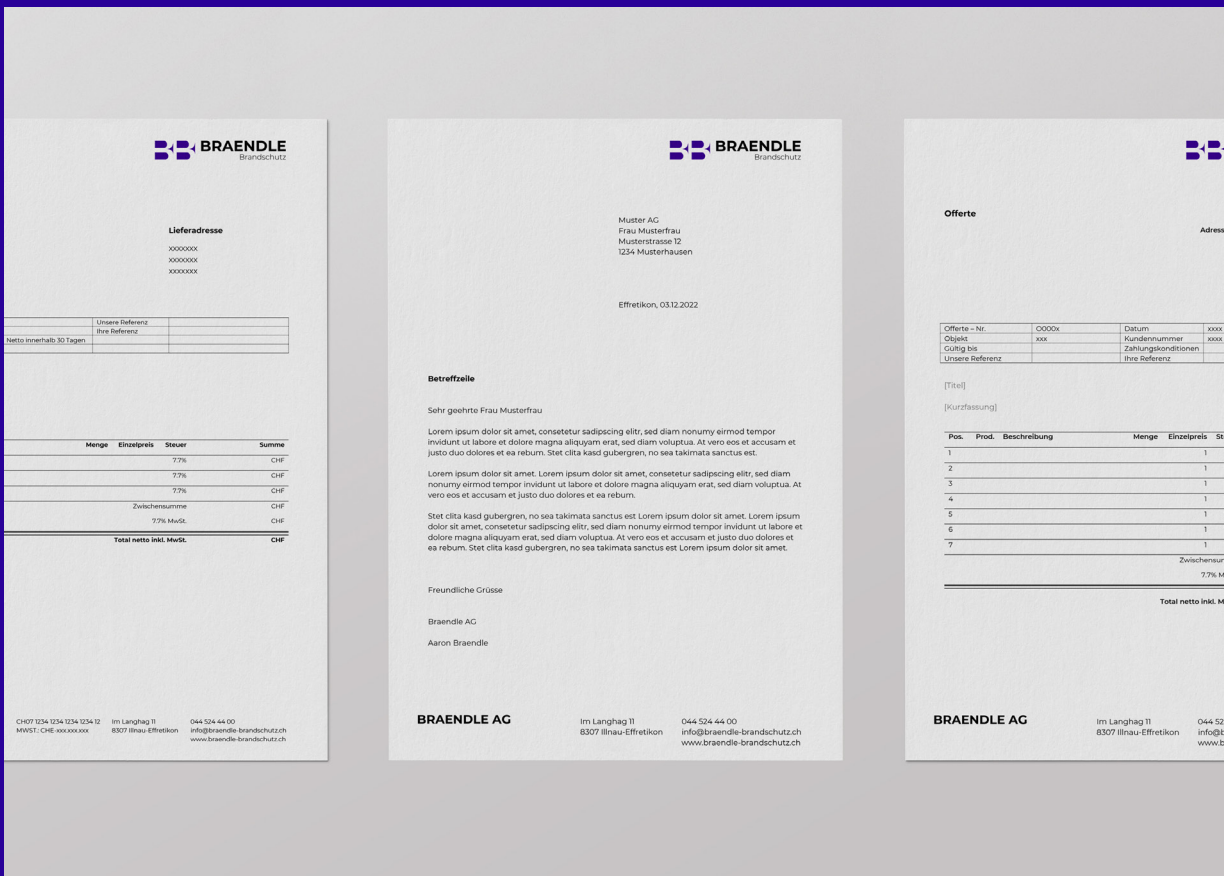 BRAENDLE
Brandschutz
Lieferadresse
xxxxxxx
xxxxxxx
xxxxxxx
Unsere Referenz
Ihre Referenz
Netto innerhalb 30 Tagen
Menge Einzelpreis Steuer Summe
7.7% CHF
7.7% CHF
7.7% CHF
Zwischensumme CHF
7.7% MwSt. CHF
Total netto inkl. MwSt. CHF
CH07 1234 1234 1234 1234 12 Im Langhag 11 044 524 44 00
MWST.: CHE-xxx.xxx.xxx 8307 Illnau-Effretikon info@braendle-brandschutz.ch
www.braendle-brandschutz.ch
BRAENDLE
Brandschutz
Muster AG
Frau Musterfrau
Musterstrasse 12
1234 Musterhausen
Effretikon, 03.12.2022
Betreffzeile
Sehr geehrte Frau Musterfrau
Lorem ipsum dolor sit amet, consetetur sadipscing elitr, sed diam nonumy eirmod tempor
invidunt ut labore et dolore magna aliquyam erat, sed diam voluptua. At vero eos et accusam et
justo duo dolores et ea rebum. Stet clita kasd gubergren, no sea takimata sanctus est.
Lorem ipsum dolor sit amet. Lorem ipsum dolor sit amet, consetetur sadipscing elitr, sed diam
nonumy eirmod tempor invidunt ut labore et dolore magna aliquyam erat, sed diam voluptua. At
vero eos et accusam et justo duo dolores et ea rebum.
Stet clita kasd gubergren, no sea takimata sanctus est Lorem ipsum dolor sit amet. Lorem ipsum
dolor sit amet, consetetur sadipscing elitr, sed diam nonumy eirmod tempor invidunt ut labore et
dolore magna aliquyam erat, sed diam voluptua. At vero eos et accusam et justo duo dolores et
ea rebum. Stet clita kasd gubergren, no sea takimata sanctus est Lorem ipsum dolor sit amet.
Freundliche Grüsse
Braendle AG
Aaron Braendle
BRAENDLE AG Im Langhag 11 044 524 44 00
8307 Illnau-Effretikon info@braendle-brandschutz.ch
www.braendle-brandschutz.ch
Offerte
Adress
Offerte – Nr. O000x Datum xxxx
Objekt xxx Kundennummer xxxx
Gültig bis Zahlungskonditionen
Unsere Referenz Ihre Referenz
[Titel]
[Kurzfassung]
Pos. Prod. Beschreibung Menge Einzelpreis St
1 1
2 1
3 1
4 1
5 1
6 1
7 1
Zwischensum
7.7% M
Total netto inkl. M
BRAENDLE AG Im Langhag 11 044 52
8307 Illnau-Effretikon info@b
www.b